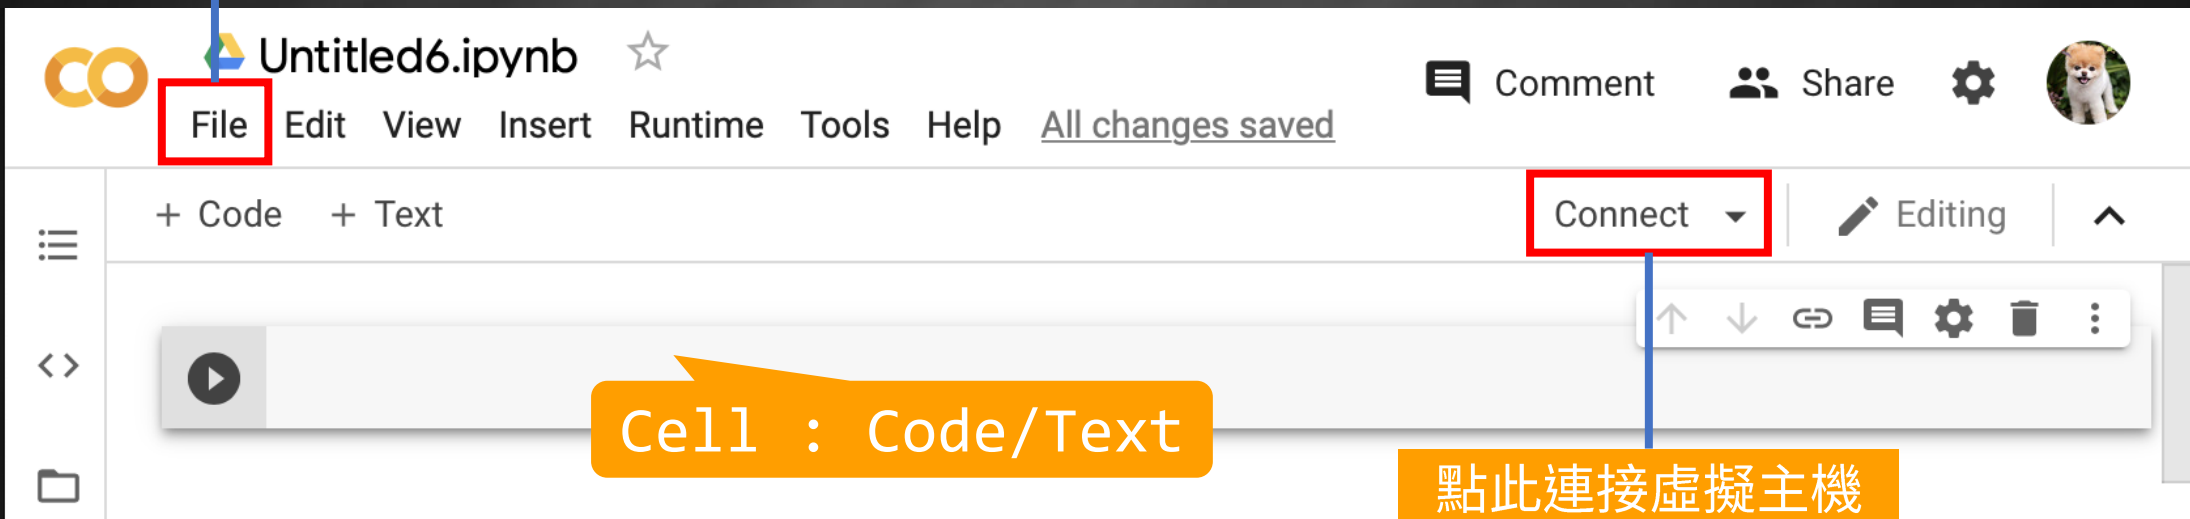 Untitled6.ipynb
Comment Share
File Edit View Insert Runtime Tools Help All changes saved
+ Code + Text
Connect Editing
Cell : Code/Text
點此連接虛擬主機